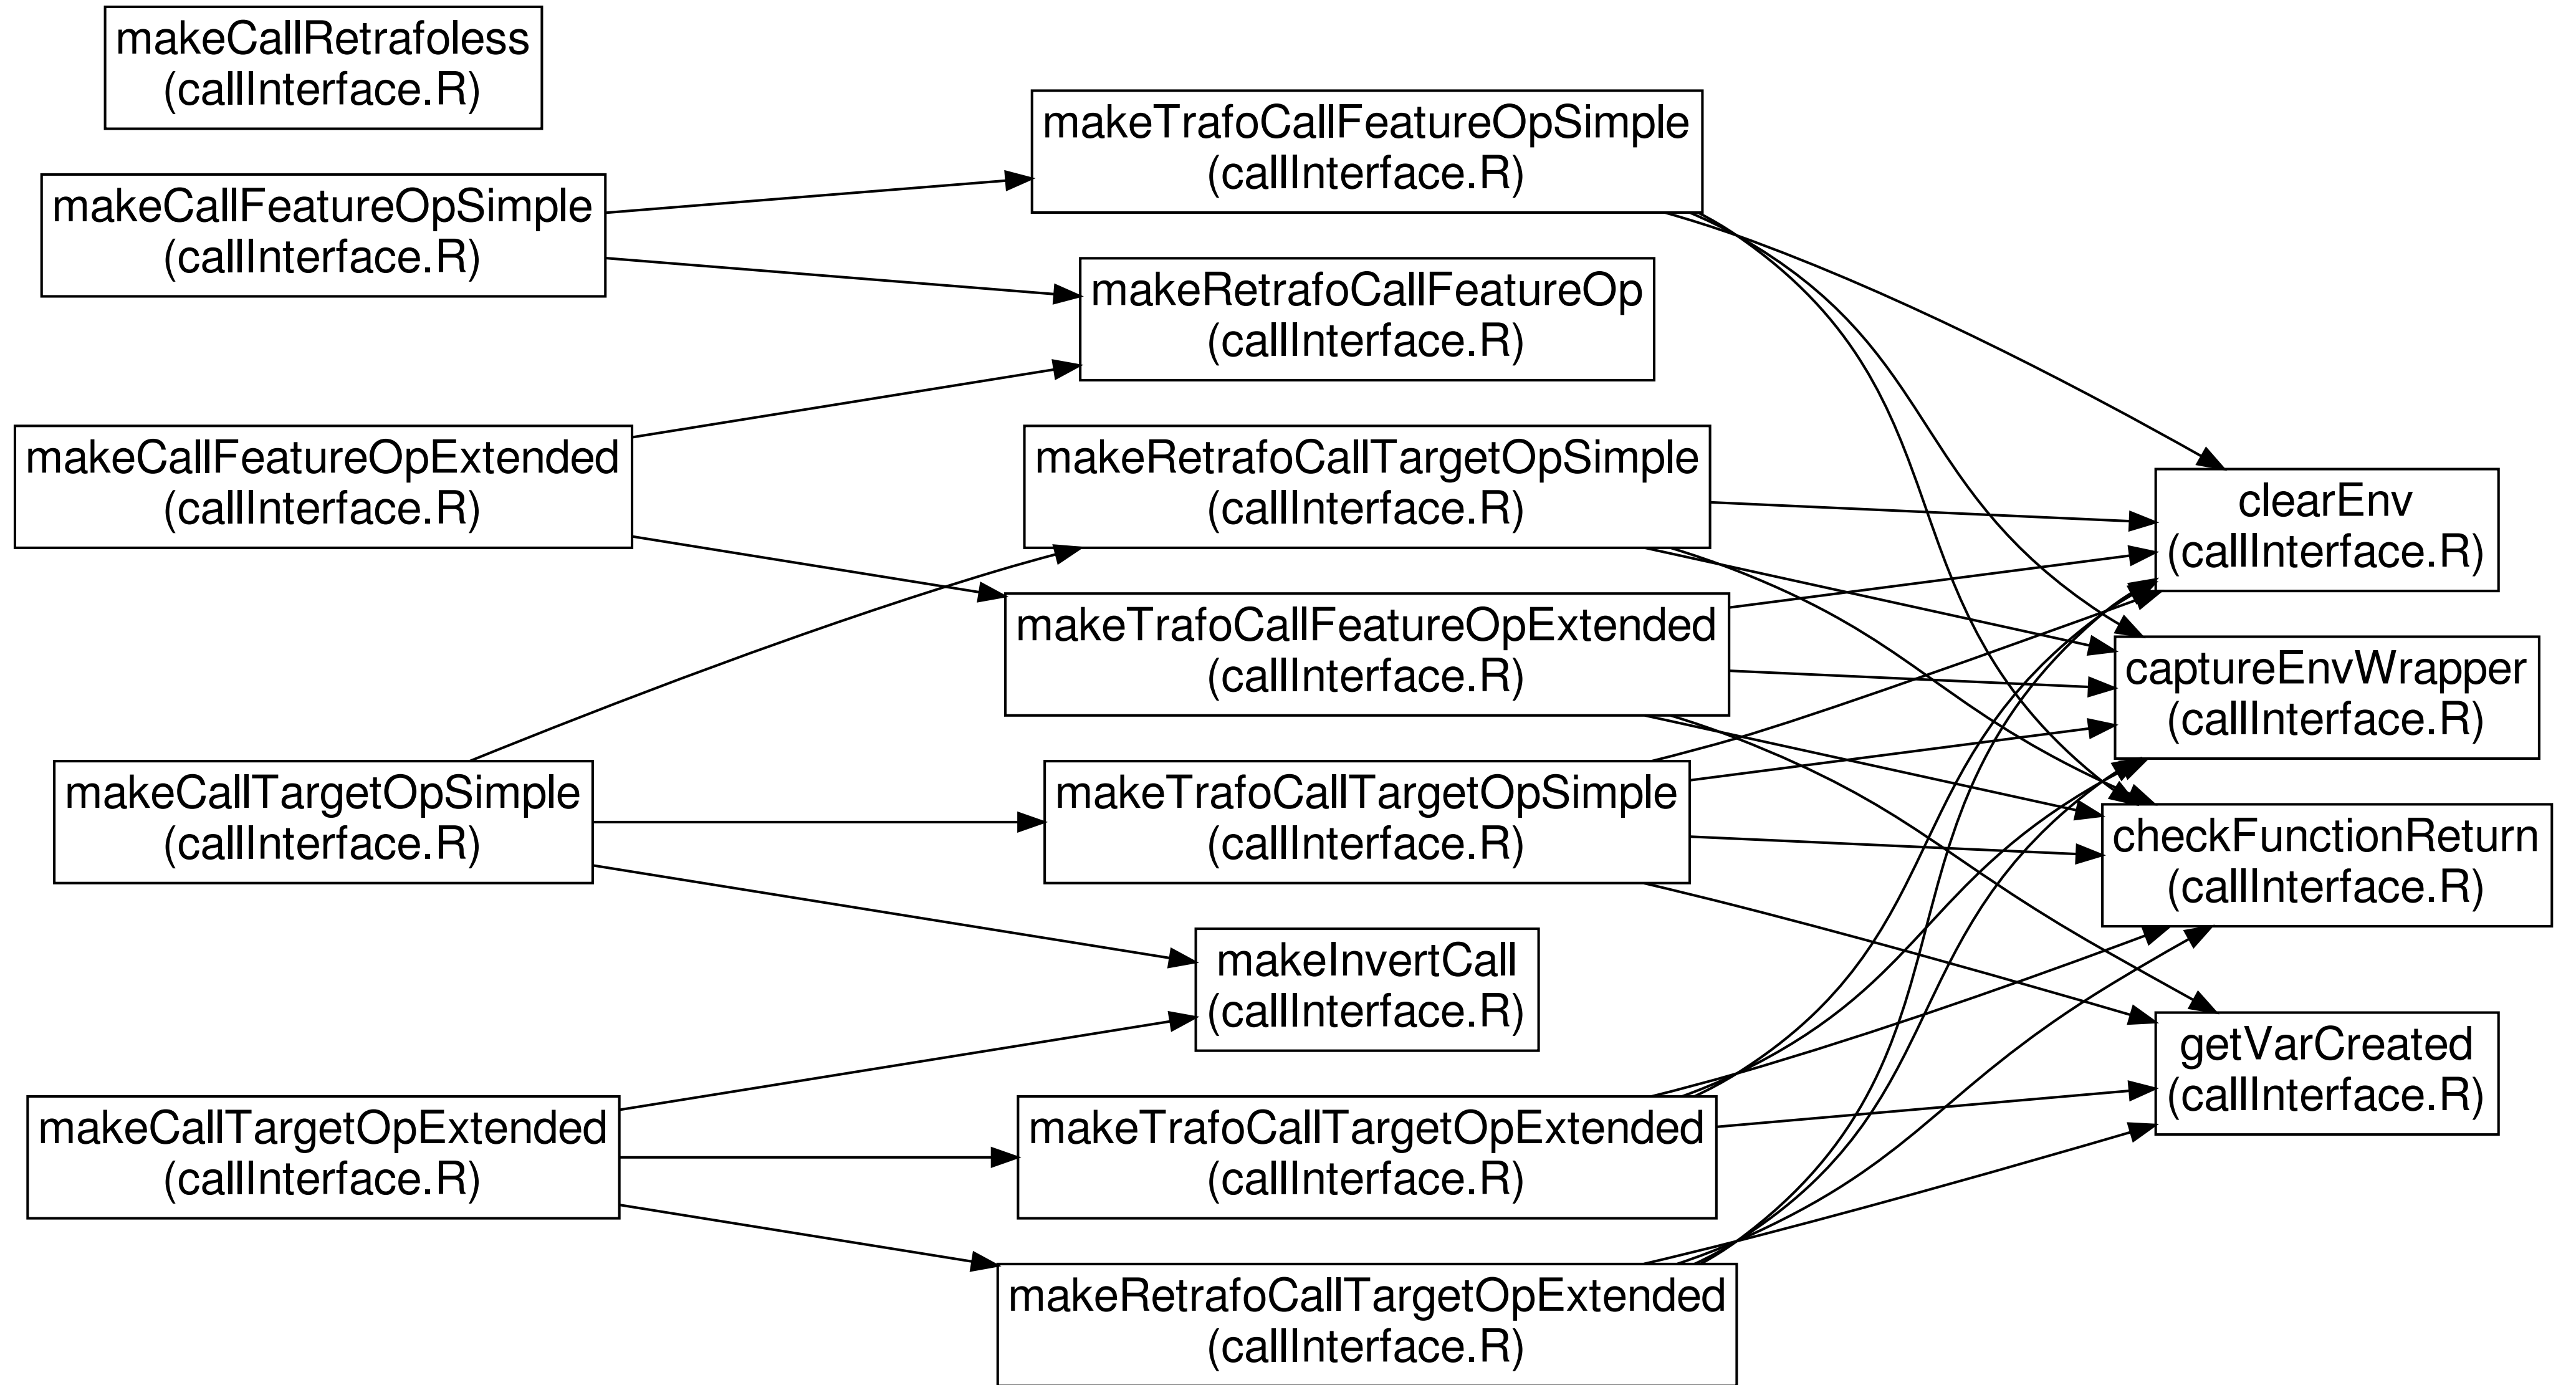 makeCallRetrafoless
(callInterface.R)
makeCallFeatureOpSimple
(callInterface.R)
makeCallFeatureOpExtended
(callInterface.R)
makeCallTargetOpSimple
(callInterface.R)
makeCallTargetOpExtended
(callInterface.R)
makeTrafoCallFeatureOpSimple
(callInterface.R)
makeRetrafoCallFeatureOp
(callInterface.R)
makeRetrafoCallTargetOpSimple
(callInterface.R)
makeTrafoCallFeatureOpExtended
(callInterface.R)
makeTrafoCallTargetOpSimple
(callInterface.R)
makeInvertCall
(callInterface.R)
makeTrafoCallTargetOpExtended
(callInterface.R)
makeRetrafoCallTargetOpExtended
(callInterface.R)
clearEnv
(callInterface.R)
captureEnvWrapper
(callInterface.R)
checkFunctionReturn
(callInterface.R)
getVarCreated
(callInterface.R)